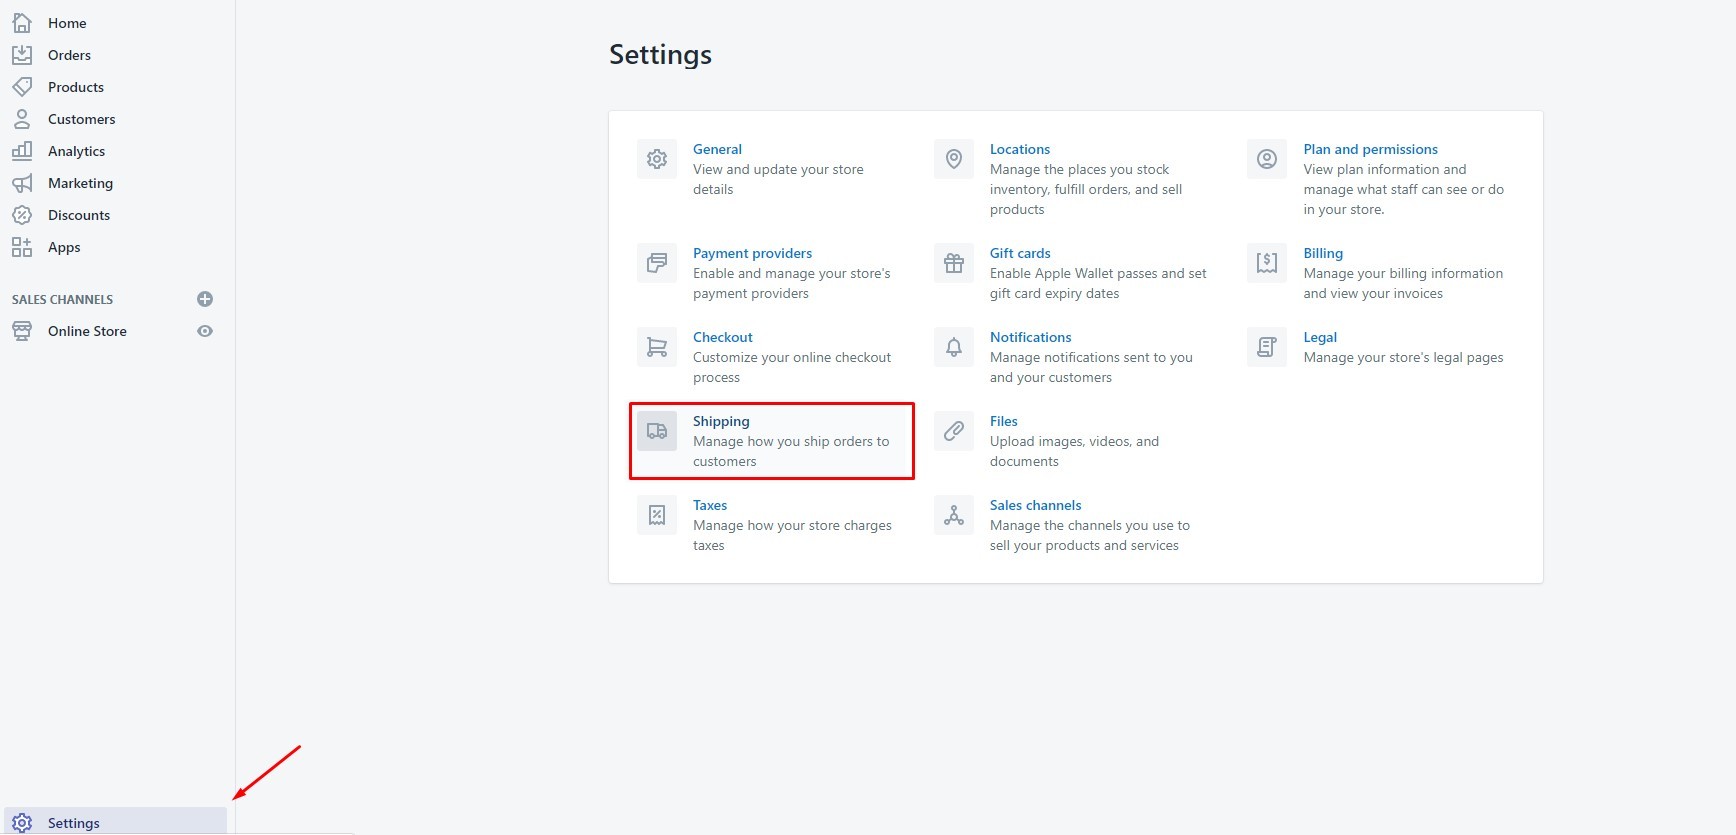 Home
Orders
Products
Customers
Analytics
Marketing
Discounts
Apps
SALES CHANNELS
Online Store
Settings
Settings
General
View and update your store
details
Locations
Manage the places you stock
inventory, fulfill orders, and sell
products
Plan and permissions
View plan information and
manage what staff can see or do
in your store.
Payment providers
Enable and manage your store's
payment providers
Gift cards
Enable Apple Wallet passes and set
gift card expiry dates
Billing
Manage your billing information
and view your invoices
Checkout
Customize your online checkout
process
Notifications
Manage notifications sent to you
and your customers
Legal
Manage your store's legal pages
Shipping
Manage how you ship orders to
customers
Files
Upload images, videos, and
documents
Taxes
Manage how your store charges
taxes
Sales channels
Manage the channels you use to
sell your products and services